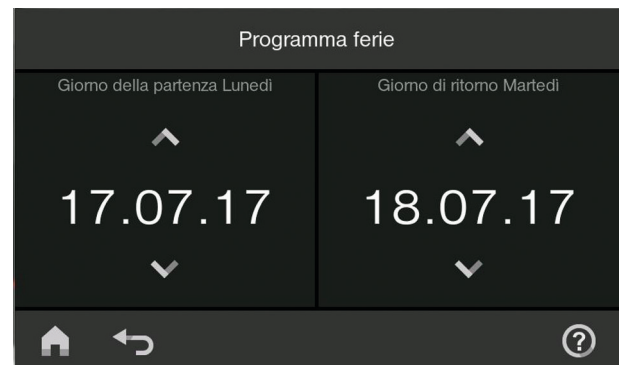 Programma ferie
Giorno della partenza Lunedì
Giorno di ritorno Martedì
17.07.17
18.07.17
?